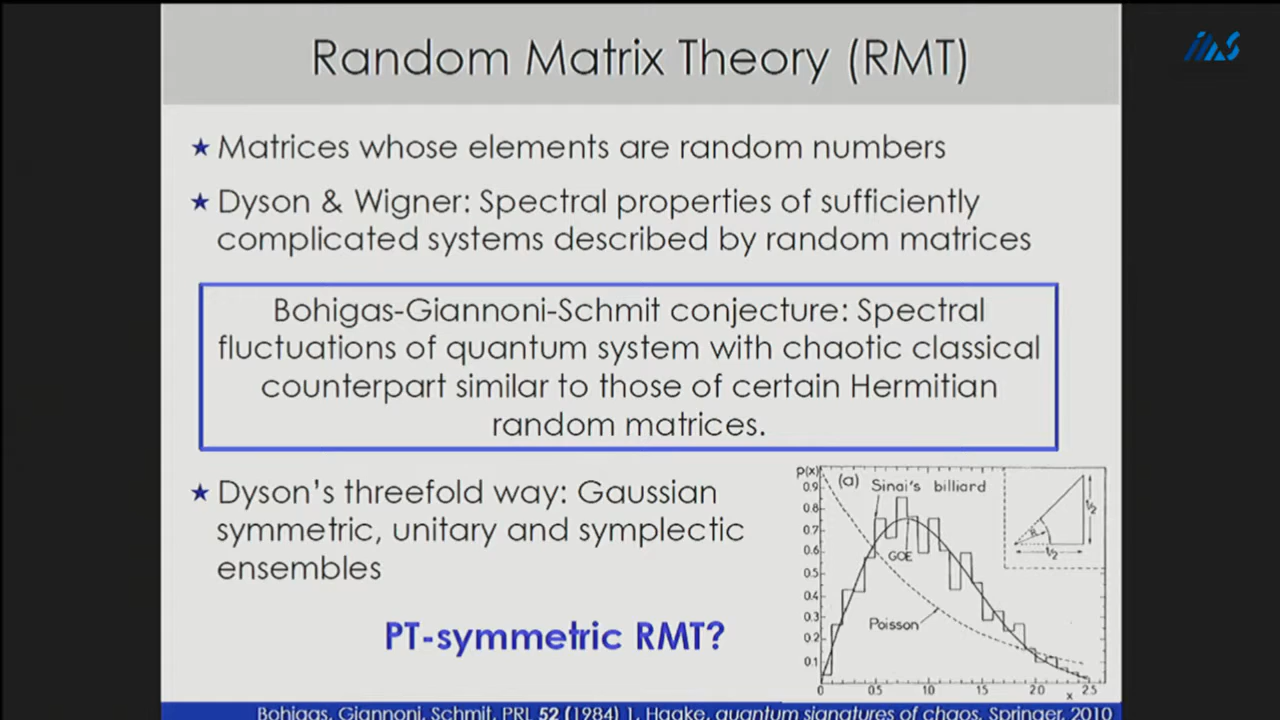 Random Matrix Theory (RMT)
IMS
★ Matrices whose elements are random numbers
★ Dyson & Wigner: Spectral properties of sufficiently
complicated systems described by random matrices
Bohigas-Giannoni-Schmit conjecture: Spectral
fluctuations of quantum system with chaotic classical
counterpart similar to those of certain Hermitian
random matrices.
★ Dyson's threefold way: Gaussian
symmetric, unitary and symplectic
ensembles
PT-symmetric RMT?
p(x)
(a) Sinai's billiard
0.9
0.8
0.7
0.6
0.5
0.4
0.3
0.2
0.1
GOE
Poisson
R
1/2
1/2
0 0.5 1.0 1.5 2.0 x 2.5
Bohigas, Giannoni, Schmit, PRL 52 (1984) 1, Haake, quantum signatures of chaos, Springer, 2010